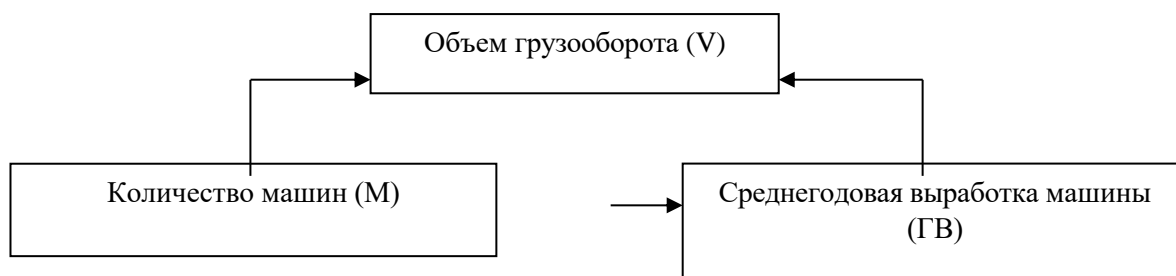 Объем грузооборота (V)
Количество машин (М)
Среднегодовая выработка машины
(ГВ)